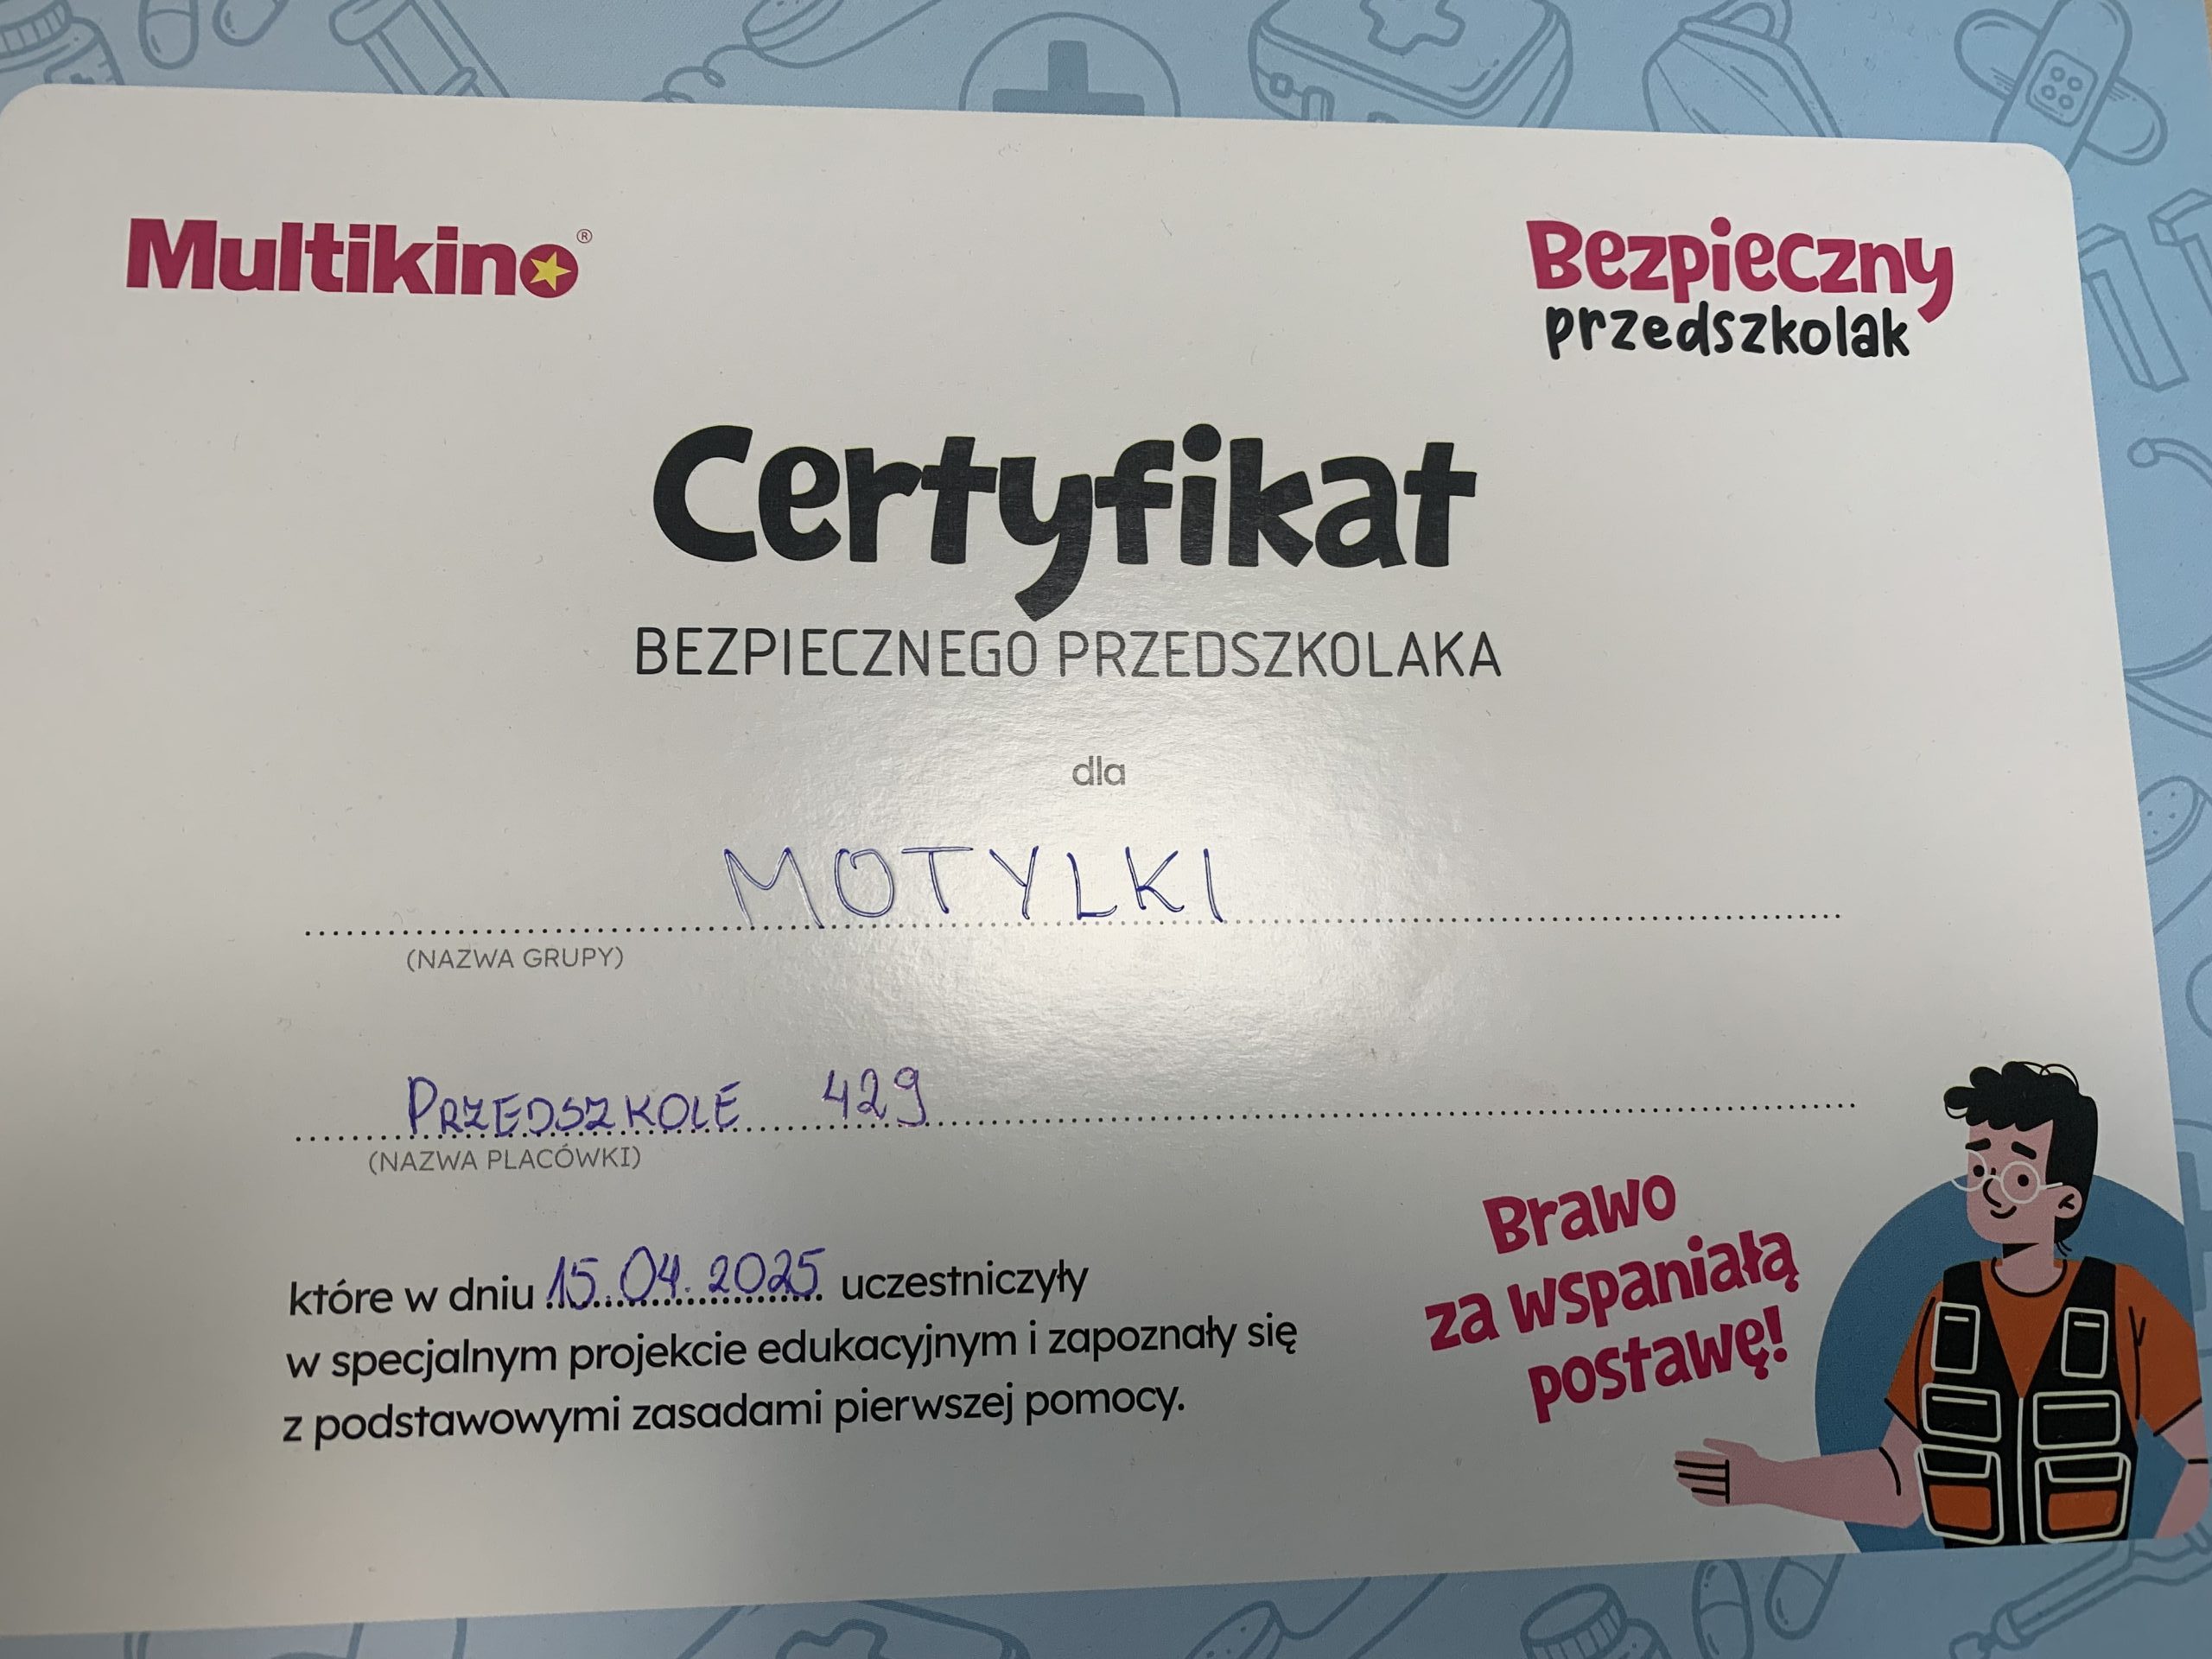 Multikino®
Bezpieczny
przedszkolak
Certyfikat
BEZPIECZNEGO PRZEDSZKOLAKA
dla
MOTYLKI
(NAZWA GRUPY)
PRZEDSZKOLE 429
(NAZWA PLACÓWKI)
które w dniu 15.04.2025 uczestniczyły
w specjalnym projekcie edukacyjnym i zapoznały się
z podstawowymi zasadami pierwszej pomocy.
Brawo
za wspaniałą
postawę!